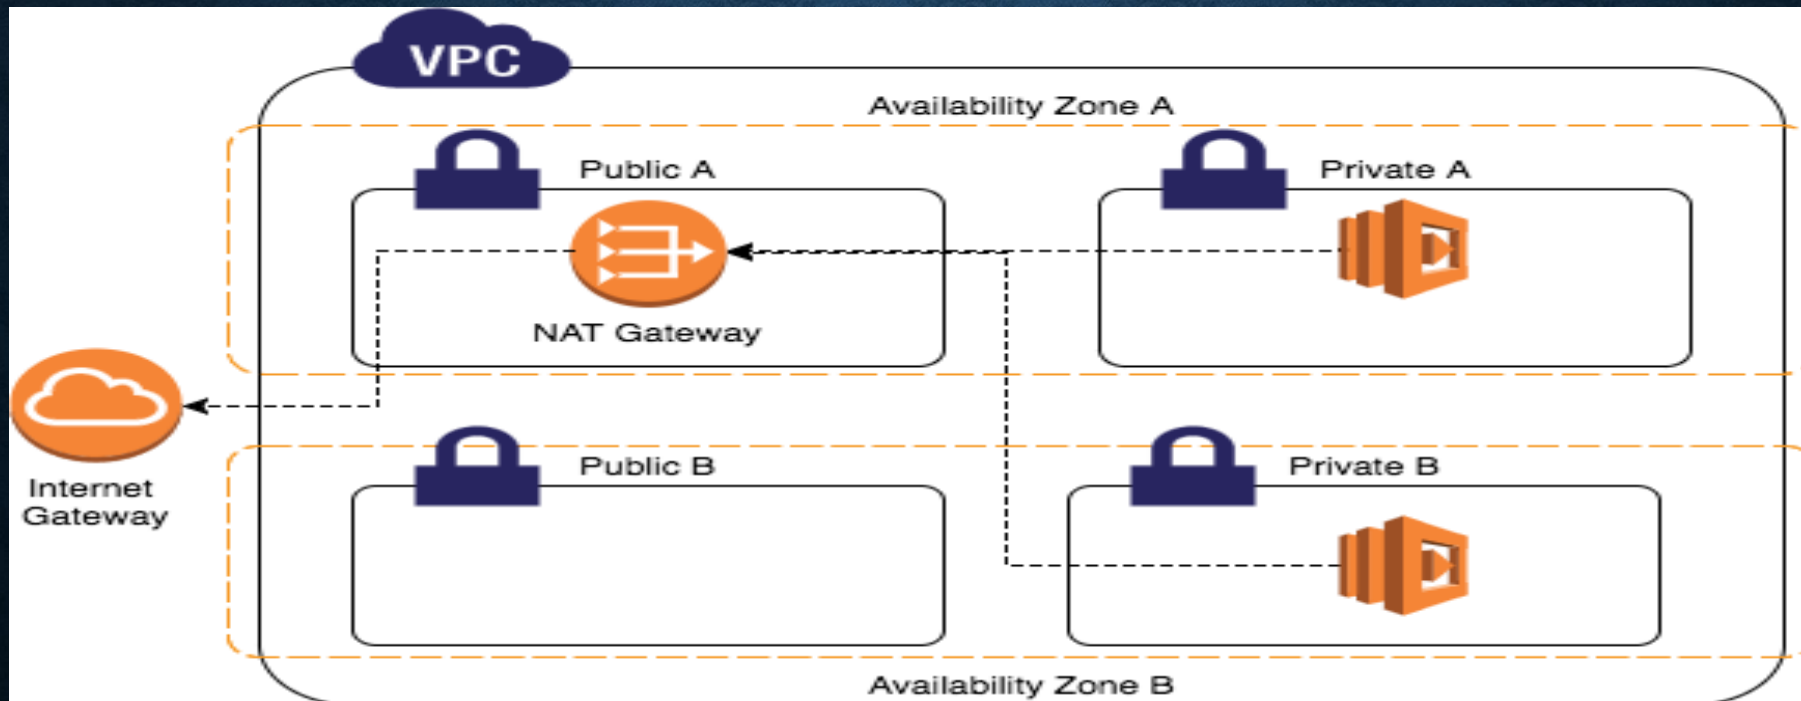 VPC
Availability Zone A
Public A
Private A
NAT Gateway
Internet
Gateway
Public B
Private B
Availability Zone B